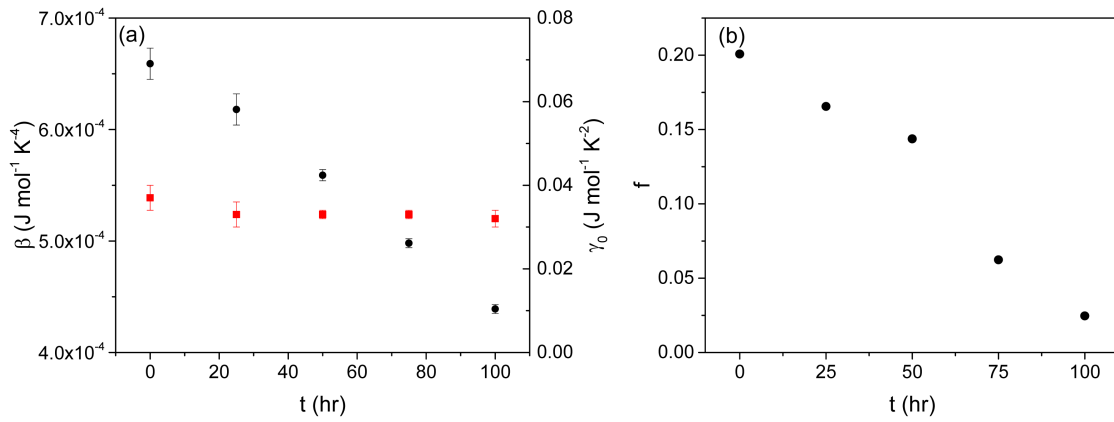 (a)
7.0x10⁻⁴
6.0x10⁻⁴
5.0x10⁻⁴
4.0x10⁻⁴
β (J mol⁻¹ K⁻⁴)
0.08
0.06
0.04
0.02
0.00
γ₀ (J mol⁻¹ K⁻²)
0 20 40 60 80 100
t (hr)
(b)
0.20
0.15
0.10
0.05
0.00
f
0 25 50 75 100
t (hr)